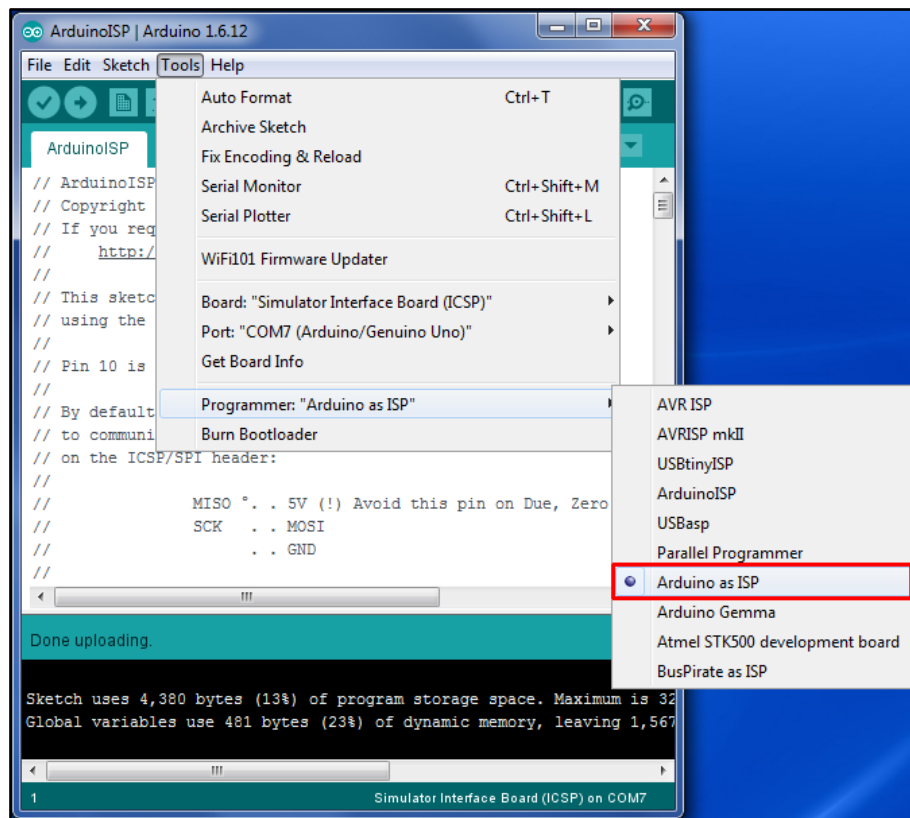 ArduinoISP | Arduino 1.6.12
File Edit Sketch Tools Help
Auto Format Ctrl+T
Archive Sketch
Fix Encoding & Reload
Serial Monitor Ctrl+Shift+M
Serial Plotter Ctrl+Shift+L
WiFi101 Firmware Updater
Board: "Simulator Interface Board (ICSP)"
Port: "COM7 (Arduino/Genuino Uno)"
Get Board Info
Programmer: "Arduino as ISP"
Burn Bootloader
AVR ISP
AVRISP mkII
USBtinyISP
ArduinoISP
USBasp
Parallel Programmer
Arduino as ISP
Arduino Gemma
Atmel STK500 development board
BusPirate as ISP
ArduinoISP
// ArduinoISP
// Copyright
// If you req
// http:/
//
// This sketc
// using the
//
// Pin 10 is
//
// By default
// to communi
// on the ICSP/SPI header:
//
// MISO °. . 5V (!) Avoid this pin on Due, Zero
// SCK . . MOSI
// . . GND
//
Done uploading.
Sketch uses 4,380 bytes (13%) of program storage space. Maximum is 32
Global variables use 481 bytes (23%) of dynamic memory, leaving 1,567
1 Simulator Interface Board (ICSP) on COM7